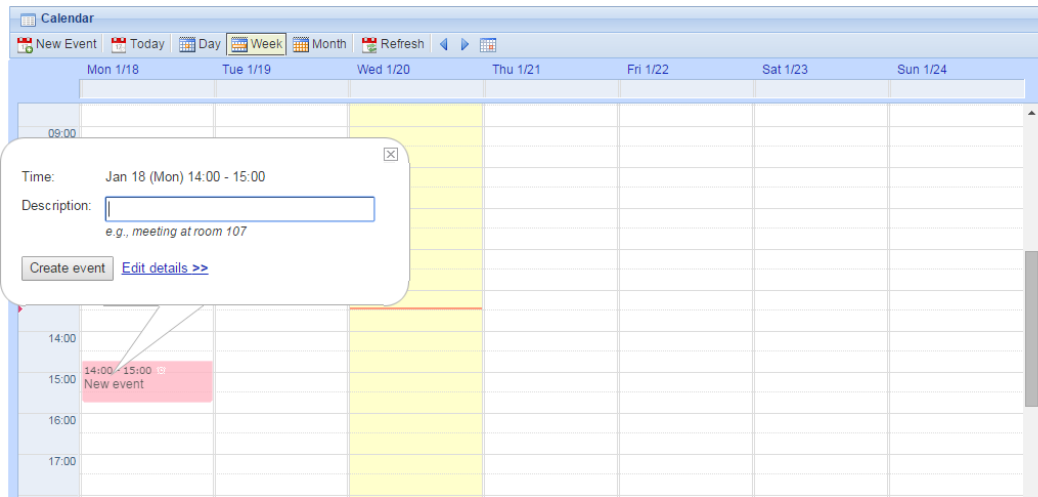 Calendar
New Event Today Day Week Month Refresh
Mon 1/18 Tue 1/19 Wed 1/20 Thu 1/21 Fri 1/22 Sat 1/23 Sun 1/24
09:00
Time: Jan 18 (Mon) 14:00 - 15:00
Description:
e.g., meeting at room 107
Create event Edit details >>
14:00
14:00 - 15:00
15:00 New event
16:00
17:00